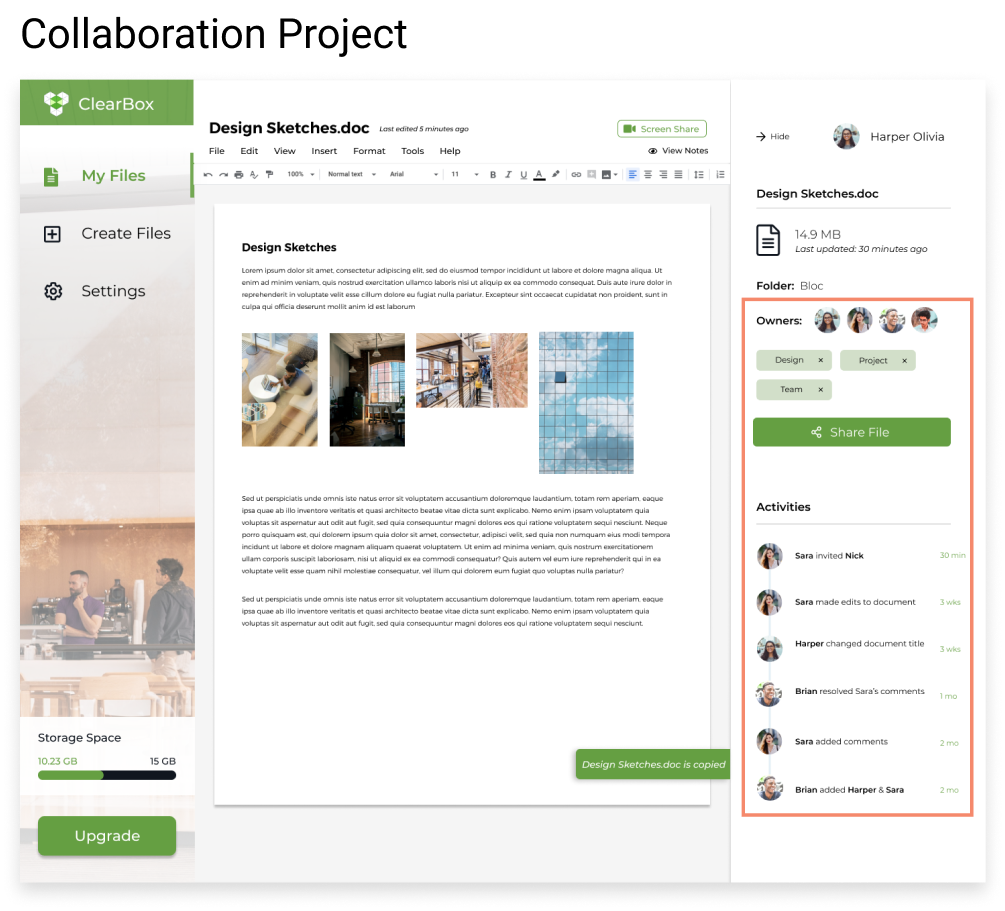 Collaboration Project
ClearBox
My Files
Create Files
Settings
Storage Space
10.23 GB 15 GB
Upgrade
Design Sketches.doc Last edited 5 minutes ago
Screen Share
File Edit View Insert Format Tools Help
View Notes
100% Normal text Arial 11 B I U A
Design Sketches
Lorem ipsum dolor sit amet, consectetur adipiscing elit, sed do eiusmod tempor incididunt ut labore et dolore magna aliqua. Ut
enim ad minim veniam, quis nostrud exercitation ullamco laboris nisi ut aliquip ex ea commodo consequat. Duis aute irure dolor in
reprehenderit in voluptate velit esse cillum dolore eu fugiat nulla pariatur. Excepteur sint occaecat cupidatat non proident, sunt in
culpa qui officia deserunt mollit anim id est laborum
Sed ut perspiciatis unde omnis iste natus error sit voluptatem accusantium doloremque laudantium, totam rem aperiam, eaque
ipsa quae ab illo inventore veritatis et quasi architecto beatae vitae dicta sunt explicabo. Nemo enim ipsam voluptatem quia
voluptas sit aspernatur aut odit aut fugit, sed quia consequuntur magni dolores eos qui ratione voluptatem sequi nesciunt. Neque
porro quisquam est, qui dolorem ipsum quia dolor sit amet, consectetur, adipisci velit, sed quia non numquam eius modi tempora
incidunt ut labore et dolore magnam aliquam quaerat voluptatem. Ut enim ad minima veniam, quis nostrum exercitationem
ullam corporis suscipit laboriosam, nisi ut aliquid ex ea commodi consequatur? Quis autem vel eum iure reprehenderit qui in ea
voluptate velit esse quam nihil molestiae consequatur, vel illum qui dolorem eum fugiat quo voluptas nulla pariatur?
Sed ut perspiciatis unde omnis iste natus error sit voluptatem accusantium doloremque laudantium, totam rem aperiam, eaque
ipsa quae ab illo inventore veritatis et quasi architecto beatae vitae dicta sunt explicabo. Nemo enim ipsam voluptatem quia
voluptas sit aspernatur aut odit aut fugit, sed quia consequuntur magni dolores eos qui ratione voluptatem sequi nesciunt.
Design Sketches.doc is copied
Hide Harper Olivia
Design Sketches.doc
14.9 MB
Last updated: 30 minutes ago
Folder: Bloc
Owners:
Design × Project ×
Team ×
Share File
Activities
Sara invited Nick 30 min
Sara made edits to document 3 wks
Harper changed document title 3 wks
Brian resolved Sara's comments 1 mo
Sara added comments 2 mo
Brian added Harper & Sara 2 mo